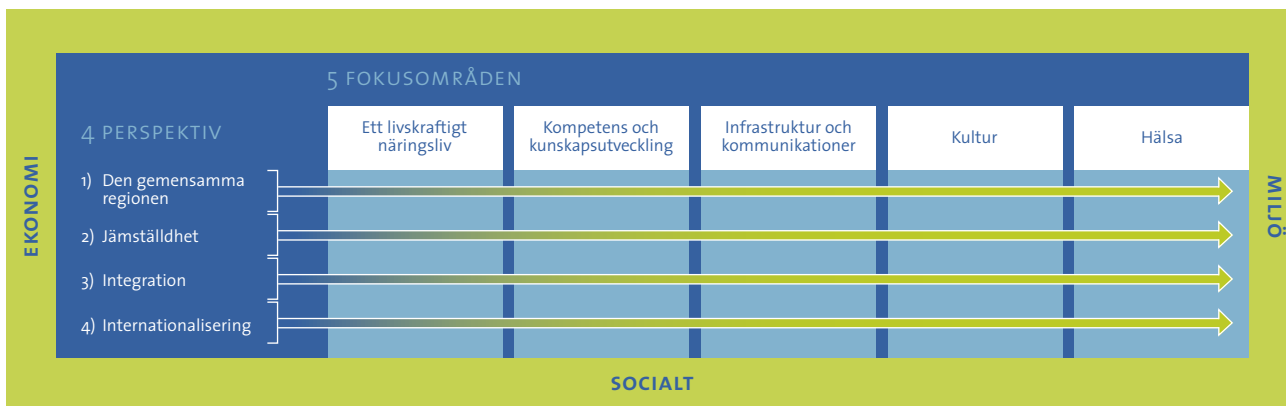 5 FOKUSOMRÅDEN
4 PERSPEKTIV
Ett livskraftigt
näringsliv
Kompetens och
kunskapsutveckling
Infrastruktur och
kommunikationer
Kultur
Hälsa
1) Den gemensamma
regionen
2) Jämställdhet
3) Integration
4) Internationalisering
EKONOMI
MILJÖ
SOCIALT